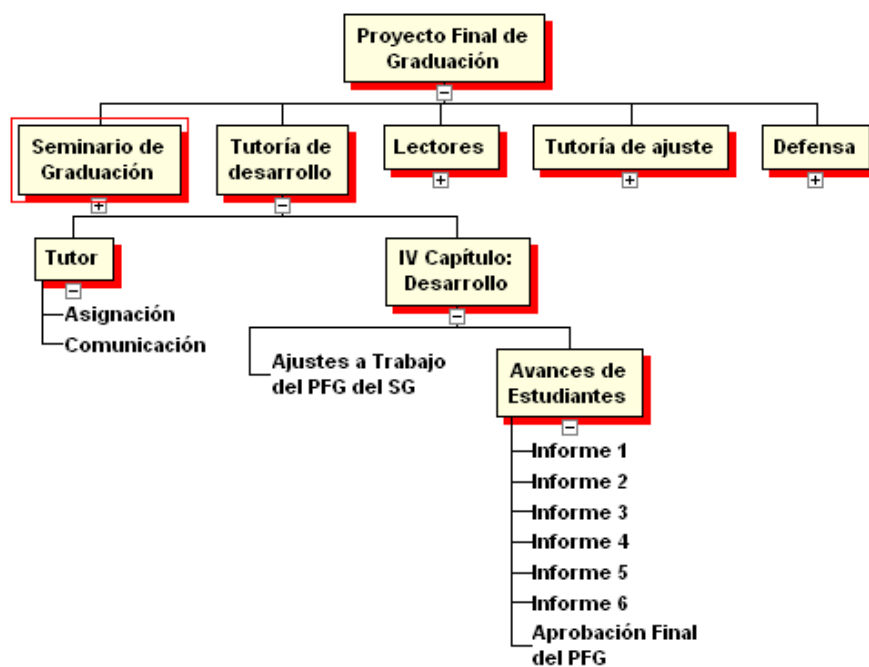 Proyecto Final de
Graduación
Seminario de
Graduación
Tutoría de
desarrollo
Lectores
Tutoría de ajuste
Defensa
Tutor
IV Capítulo:
Desarrollo
Asignación
Comunicación
Ajustes a Trabajo
del PFG del SG
Avances de
Estudiantes
Informe 1
Informe 2
Informe 3
Informe 4
Informe 5
Informe 6
Aprobación Final
del PFG